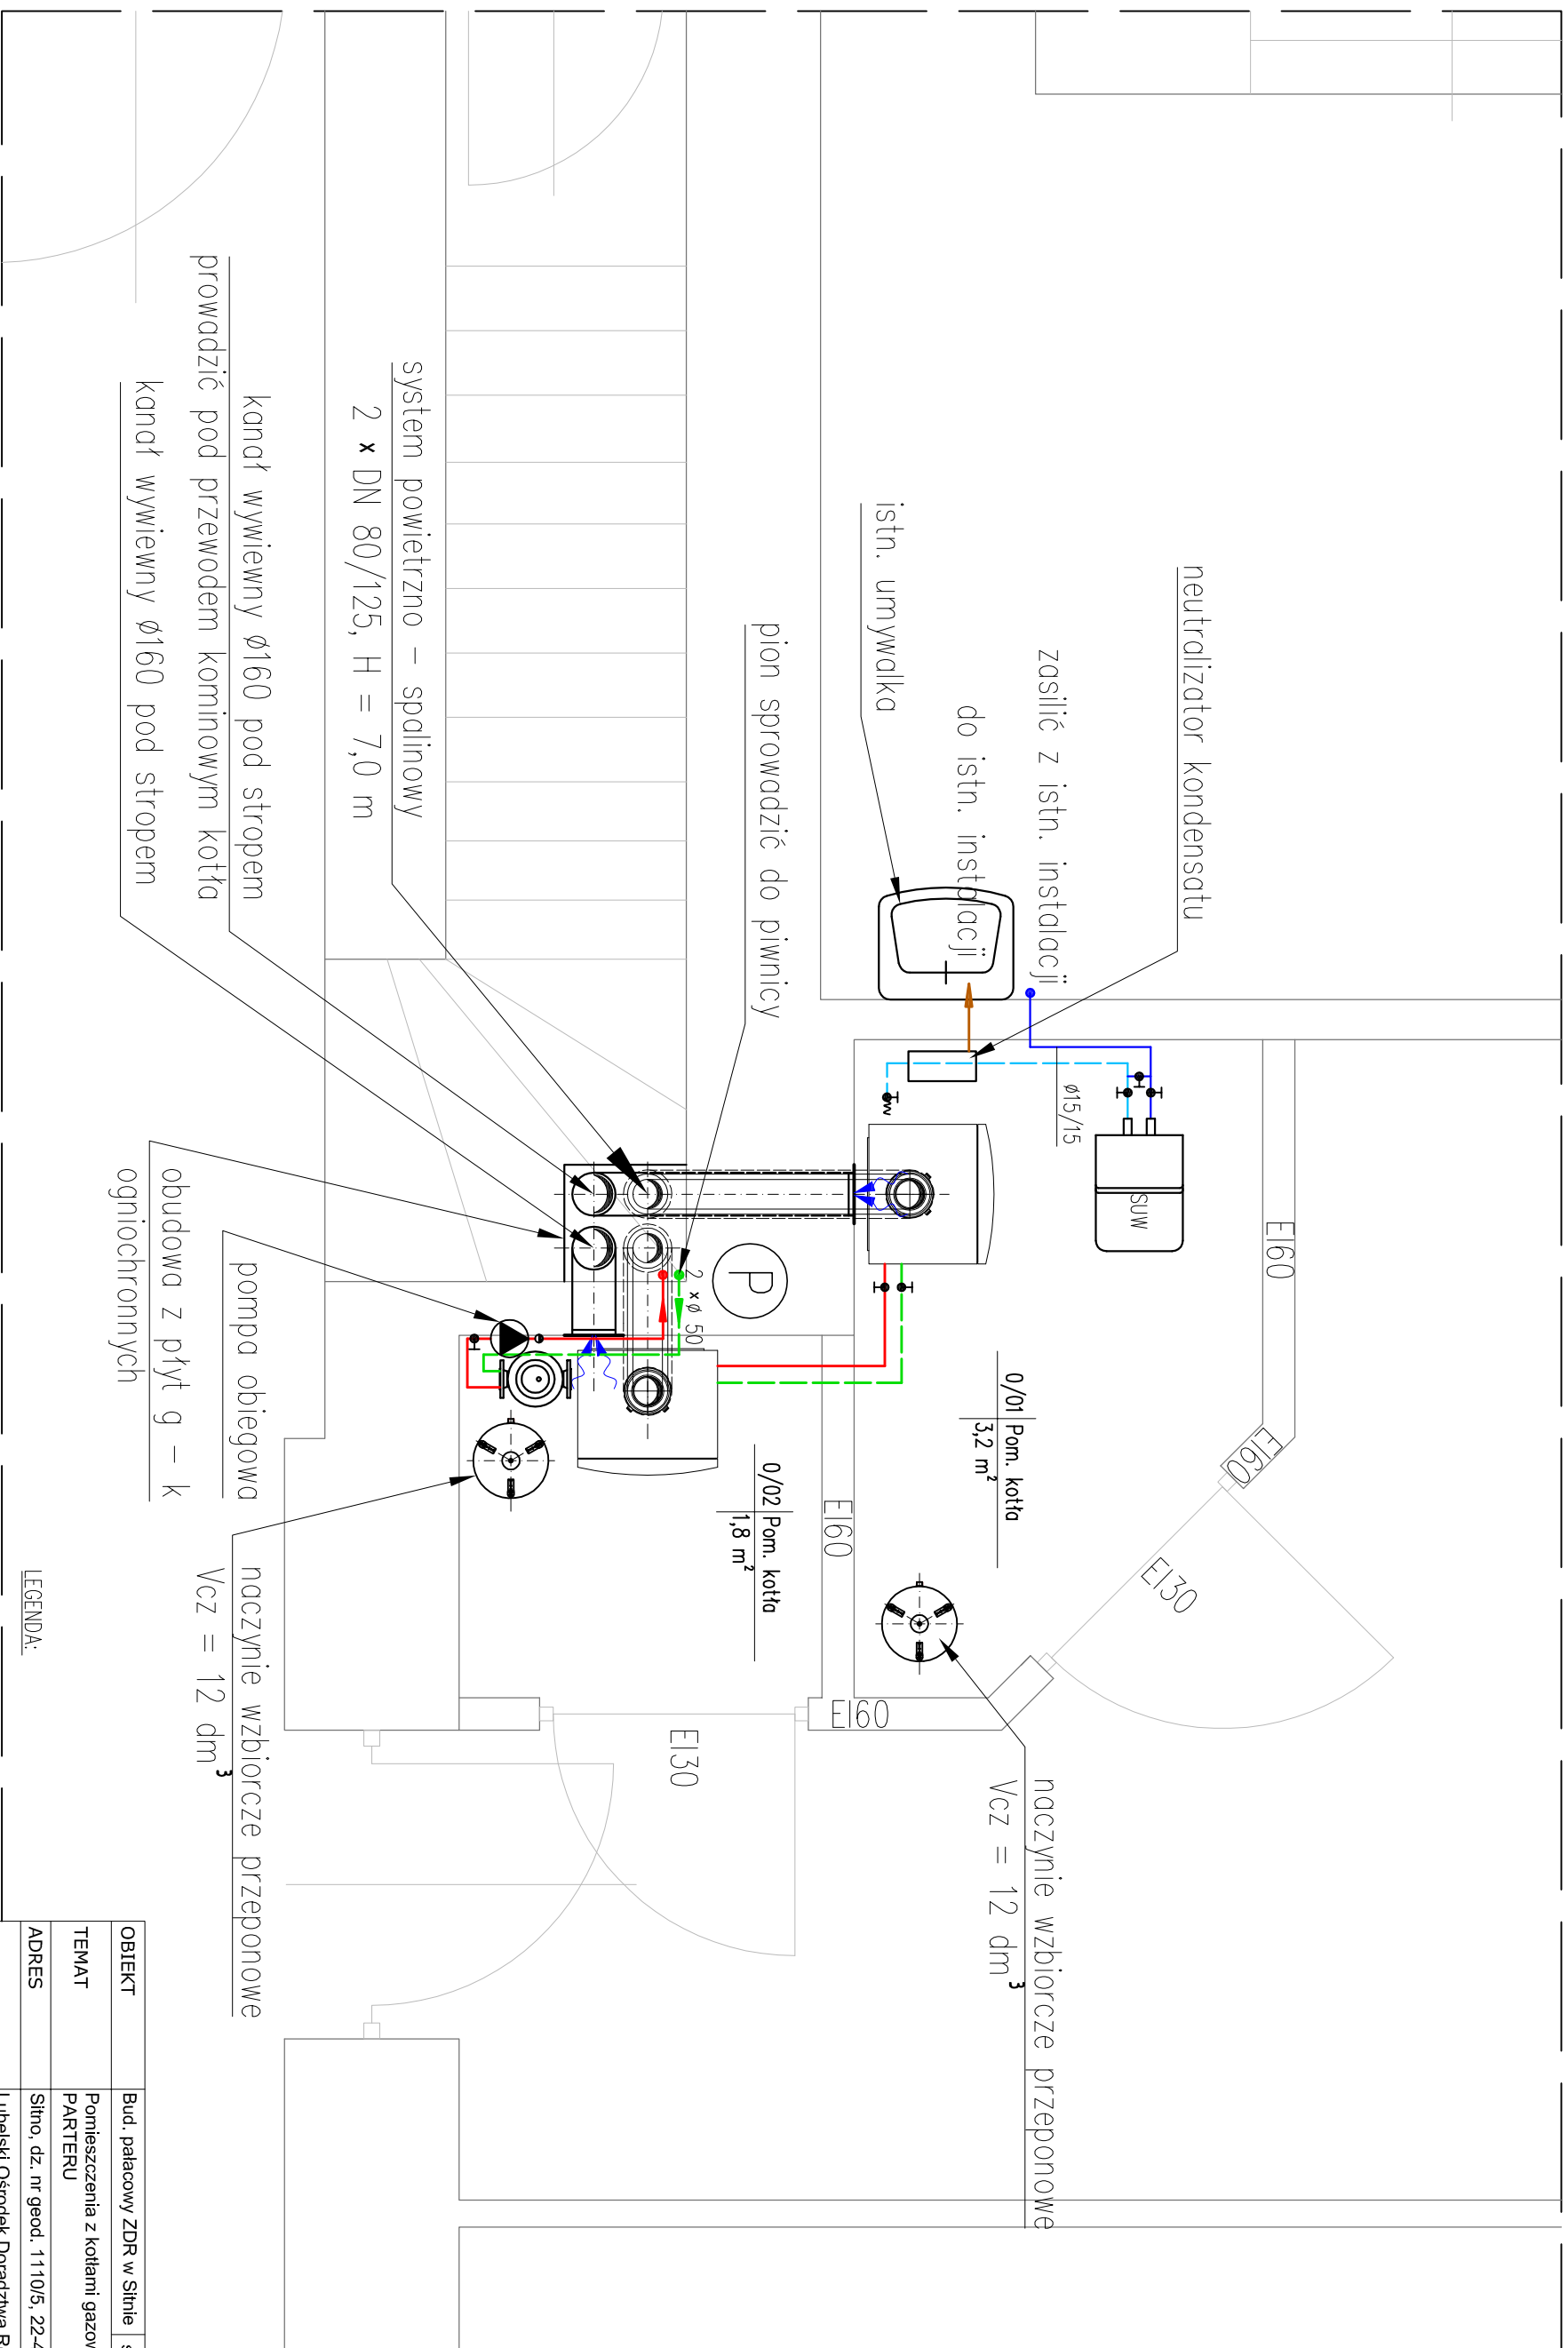 neutralizator kondensatu
zasilić z istn. instalacji
do istn. instalacji
istn. umywalka
pion sprowadzić do piwnicy
system powietrzno - spalinowy
2 x DN 80/125, H = 7,0 m
kanał wywiewny ø160 pod stropem
prowadzić pod przewodem kominowym kotła
kanał wywiewny ø160 pod stropem
ø15/15
SUW
EI60
EI60
EI30
0/01 Pom. kotła
3,2 m²
P
2 xø 50
0/02 Pom. kotła
1,8 m²
EI60
EI60
EI30
pompa obiegowa
obudowa z płyt g - k
ogniochronnych
naczynie wzbiorcze przeponowe
Vcz = 12 dm³
naczynie wzbiorcze przeponowe
Vcz = 12 dm³
LEGENDA:
OBIEKT
Bud. pałacowy ZDR w Sitnie
TEMAT
Pomieszczenia z kotłami
PARTERU
ADRES
Sitno, dz. nr geod. 1110/5,
Lubelski Ośrodek Doradztwa